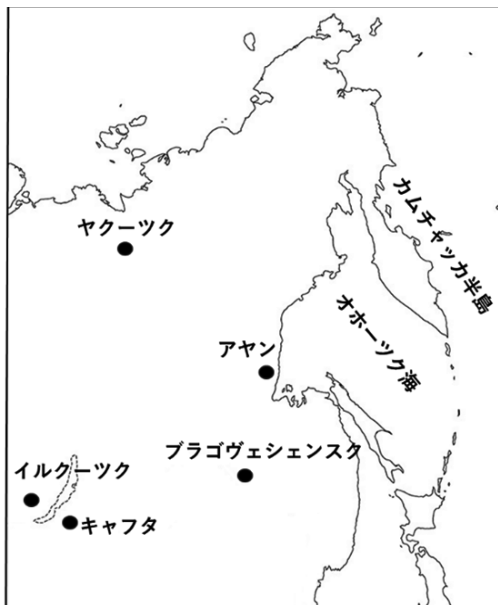 ヤクーツク
カムチャッカ半島
オホーツク海
アヤン
ブラゴヴェシェンスク
イルクーツク
キャフタ